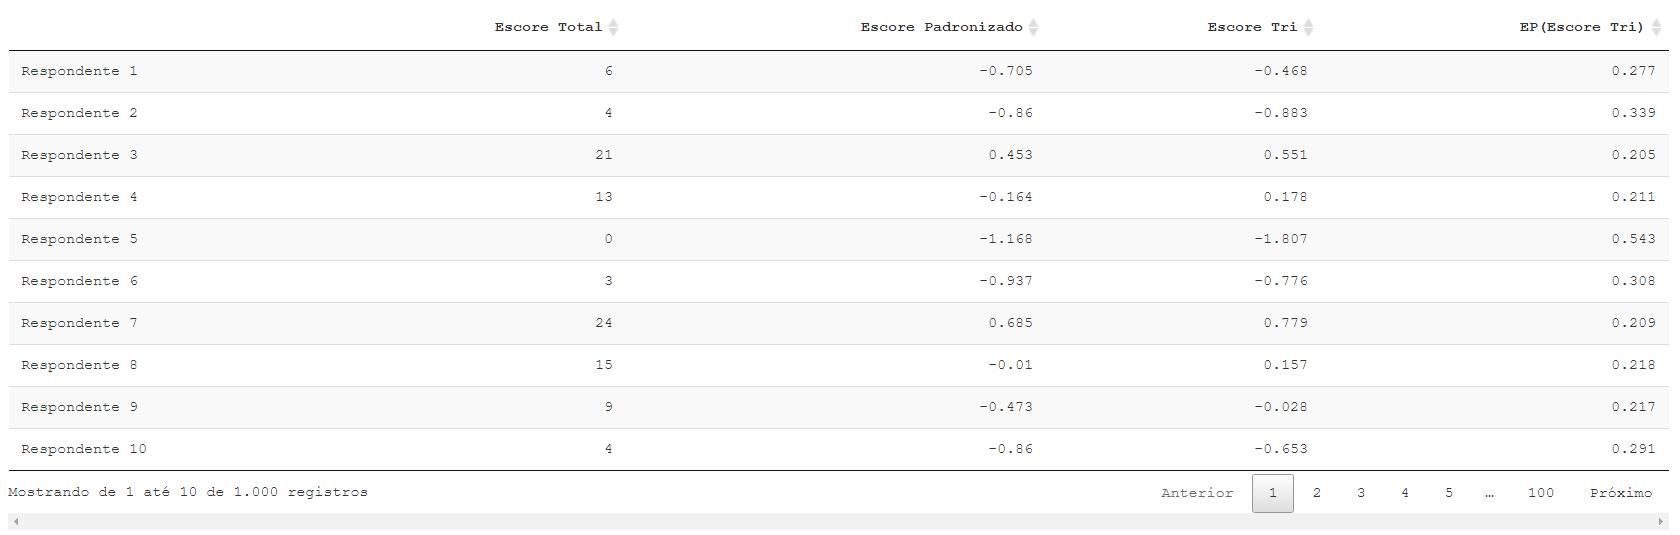 Escore Total Escore Padronizado Escore Tri EP(Escore Tri)
Respondente 1 6 -0.705 -0.468 0.277
Respondente 2 4 -0.86 -0.883 0.339
Respondente 3 21 0.453 0.551 0.205
Respondente 4 13 -0.164 0.178 0.211
Respondente 5 0 -1.168 -1.807 0.543
Respondente 6 3 -0.937 -0.776 0.308
Respondente 7 24 0.685 0.779 0.209
Respondente 8 15 -0.01 0.157 0.218
Respondente 9 9 -0.473 -0.028 0.217
Respondente 10 4 -0.86 -0.653 0.291
Mostrando de 1 até 10 de 1.000 registros Anterior 1 2 3 4 5 … 100 Próximo